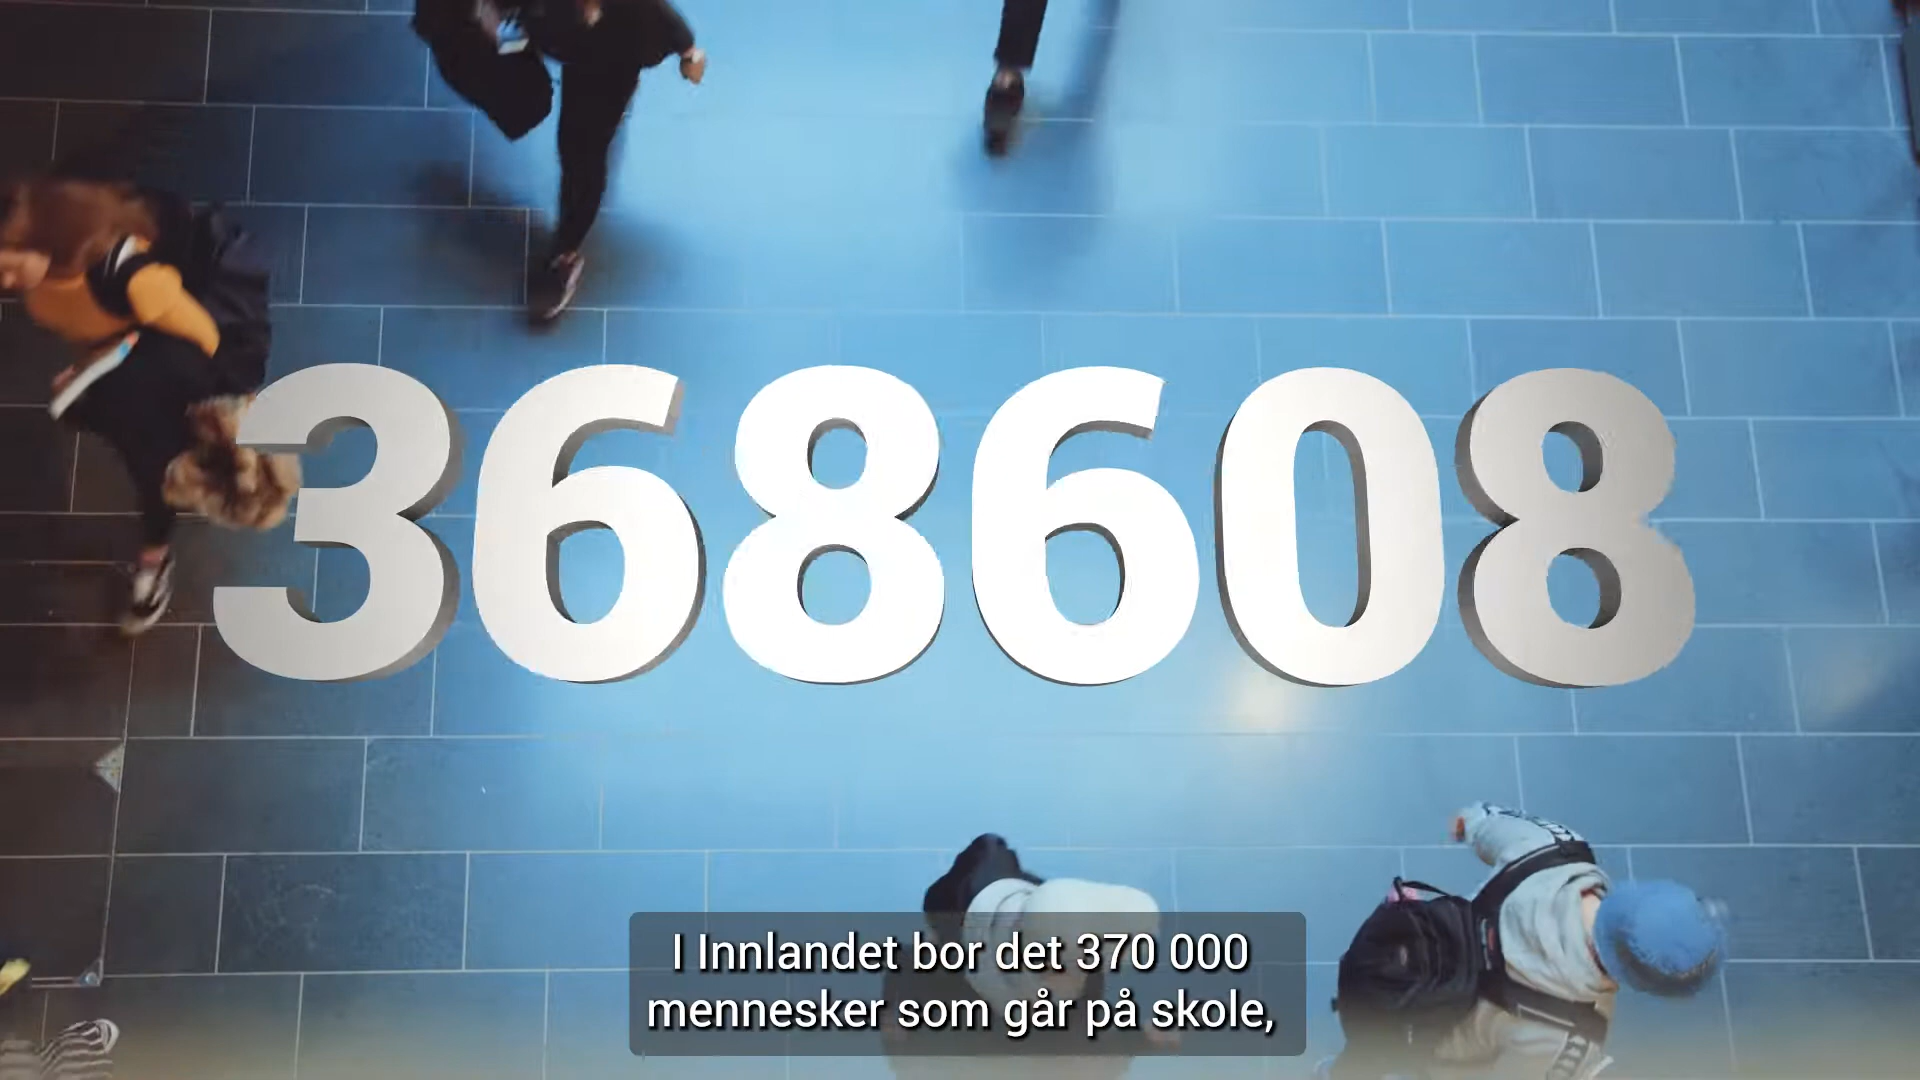 368608
I Innlandet bor det 370 000
mennesker som går på skole,